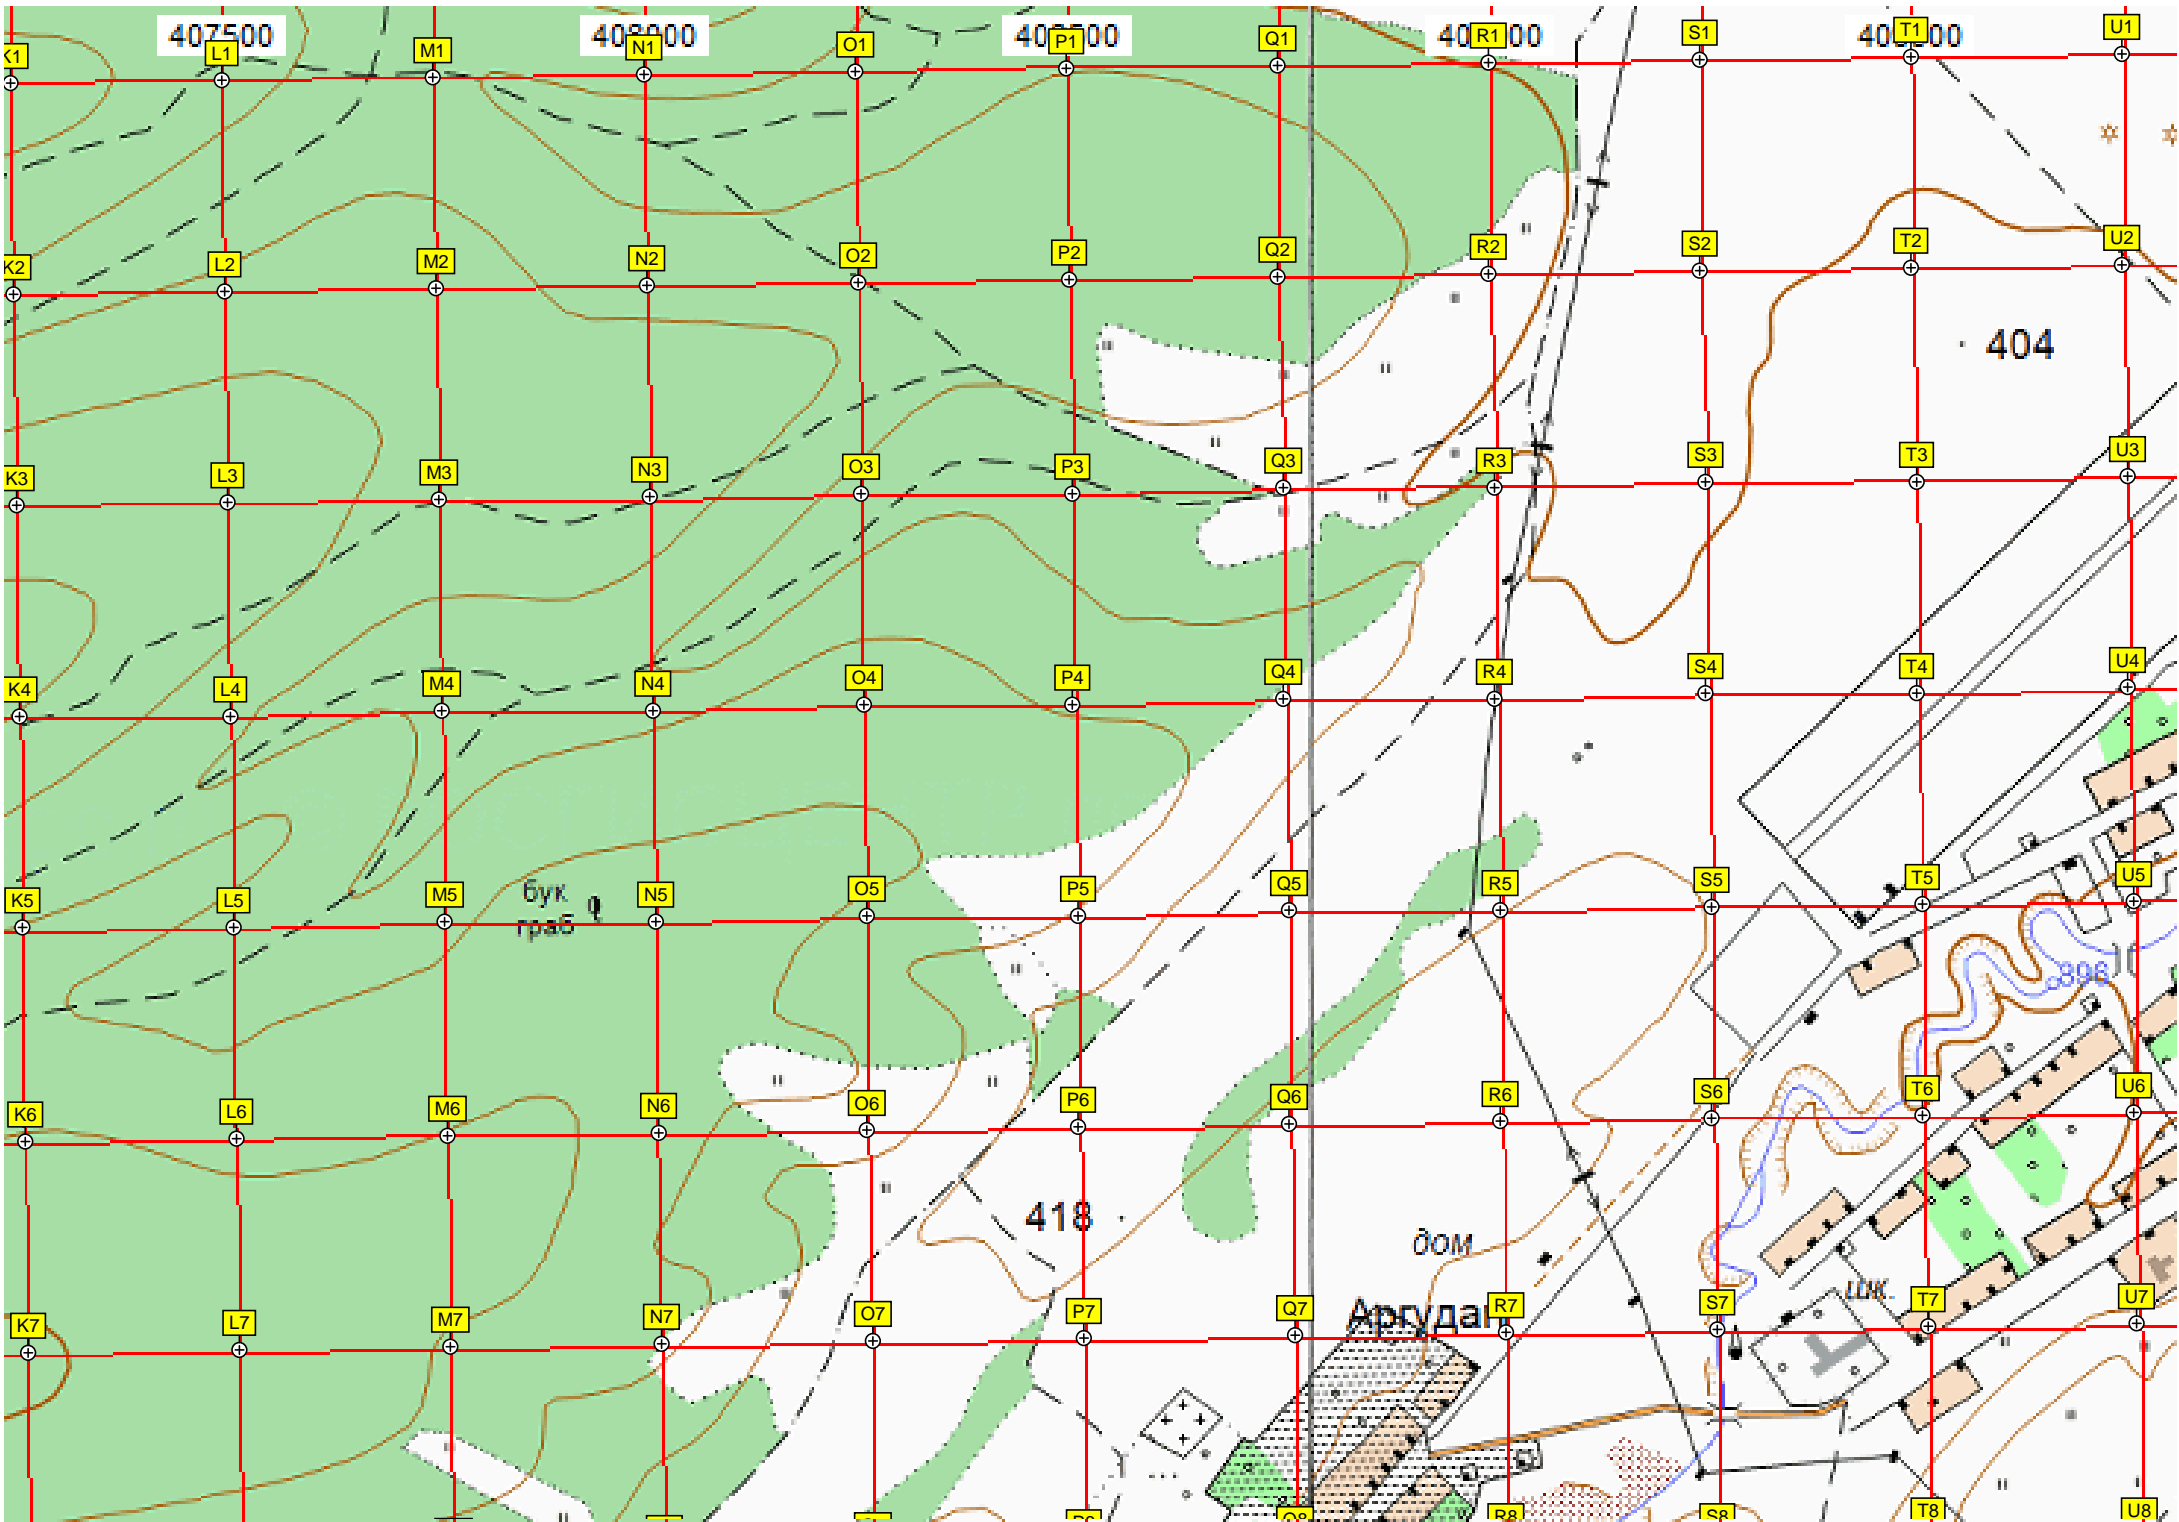 407500
K1 L1 M1 N1 O1 P1 Q1 R1 S1 T1 U1
K2 L2 M2 N2 O2 P2 Q2 R2 S2 T2 U2
404
K3 L3 M3 N3 O3 P3 Q3 R3 S3 T3 U3
K4 L4 M4 N4 O4 P4 Q4 R4 S4 T4 U4
K5 L5 M5 N5 O5 P5 Q5 R5 S5 T5 U5
бук
граб
898
K6 L6 M6 N6 O6 P6 Q6 R6 S6 T6 U6
418
дом
шк.
Аргудан
K7 L7 M7 N7 O7 P7 Q7 R7 S7 T7 U7
R8 S8 T8 U8